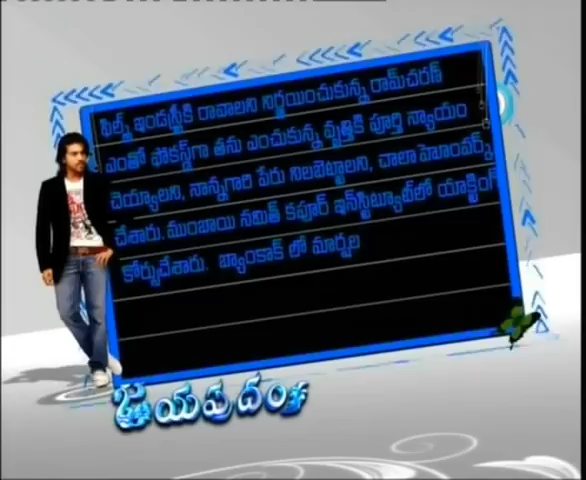 ఫిల్మ్ ఇండస్ట్రీకి రావాలని నిర్ణయించుకున్న రామ్‌చరణ్
ఎంతో ఫోకస్డ్‌గా తను ఎంచుకున్న వృత్తికి పూర్తి న్యాయం
చెయ్యాలని, నాన్నగారి పేరు నిలబెట్టాలని, చాలా హెూంవర్క్
చేశారు. ముంబాయి నమిత్ కపూర్ ఇన్‌స్టిట్యూట్‌లో యాక్టింగ్
కోర్సుచేశారు. బ్యాంకాక్ లో మార్షల
జయప్రదం